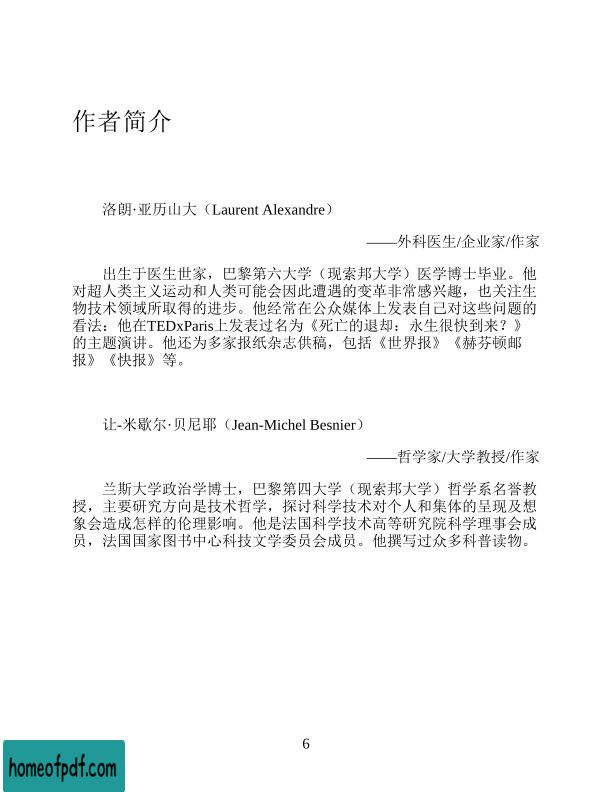 作者简介
洛朗·亚历山大（Laurent Alexandre）
——外科医生/企业家/作家
出生于医生世家，巴黎第六大学（现索邦大学）医学博士毕业。他
对超人类主义运动和人类可能会因此遭遇的变革非常感兴趣，也关注生
物技术领域所取得的进步。他经常在公众媒体上发表自己对这些问题的
看法：他在TEDxParis上发表过名为《死亡的退却：永生很快到来？》
的主题演讲。他还为多家报纸杂志供稿，包括《世界报》《赫芬顿邮
报》《快报》等。
让-米歇尔·贝尼耶（Jean-Michel Besnier）
——哲学家/大学教授/作家
兰斯大学政治学博士，巴黎第四大学（现索邦大学）哲学系名誉教
授，主要研究方向是技术哲学，探讨科学技术对个人和集体的呈现及想
象会造成怎样的伦理影响。他是法国科学技术高等研究院科学理事会成
员，法国国家图书中心科技文学委员会成员。他撰写过众多科普读物。
6
homeofpdf.com